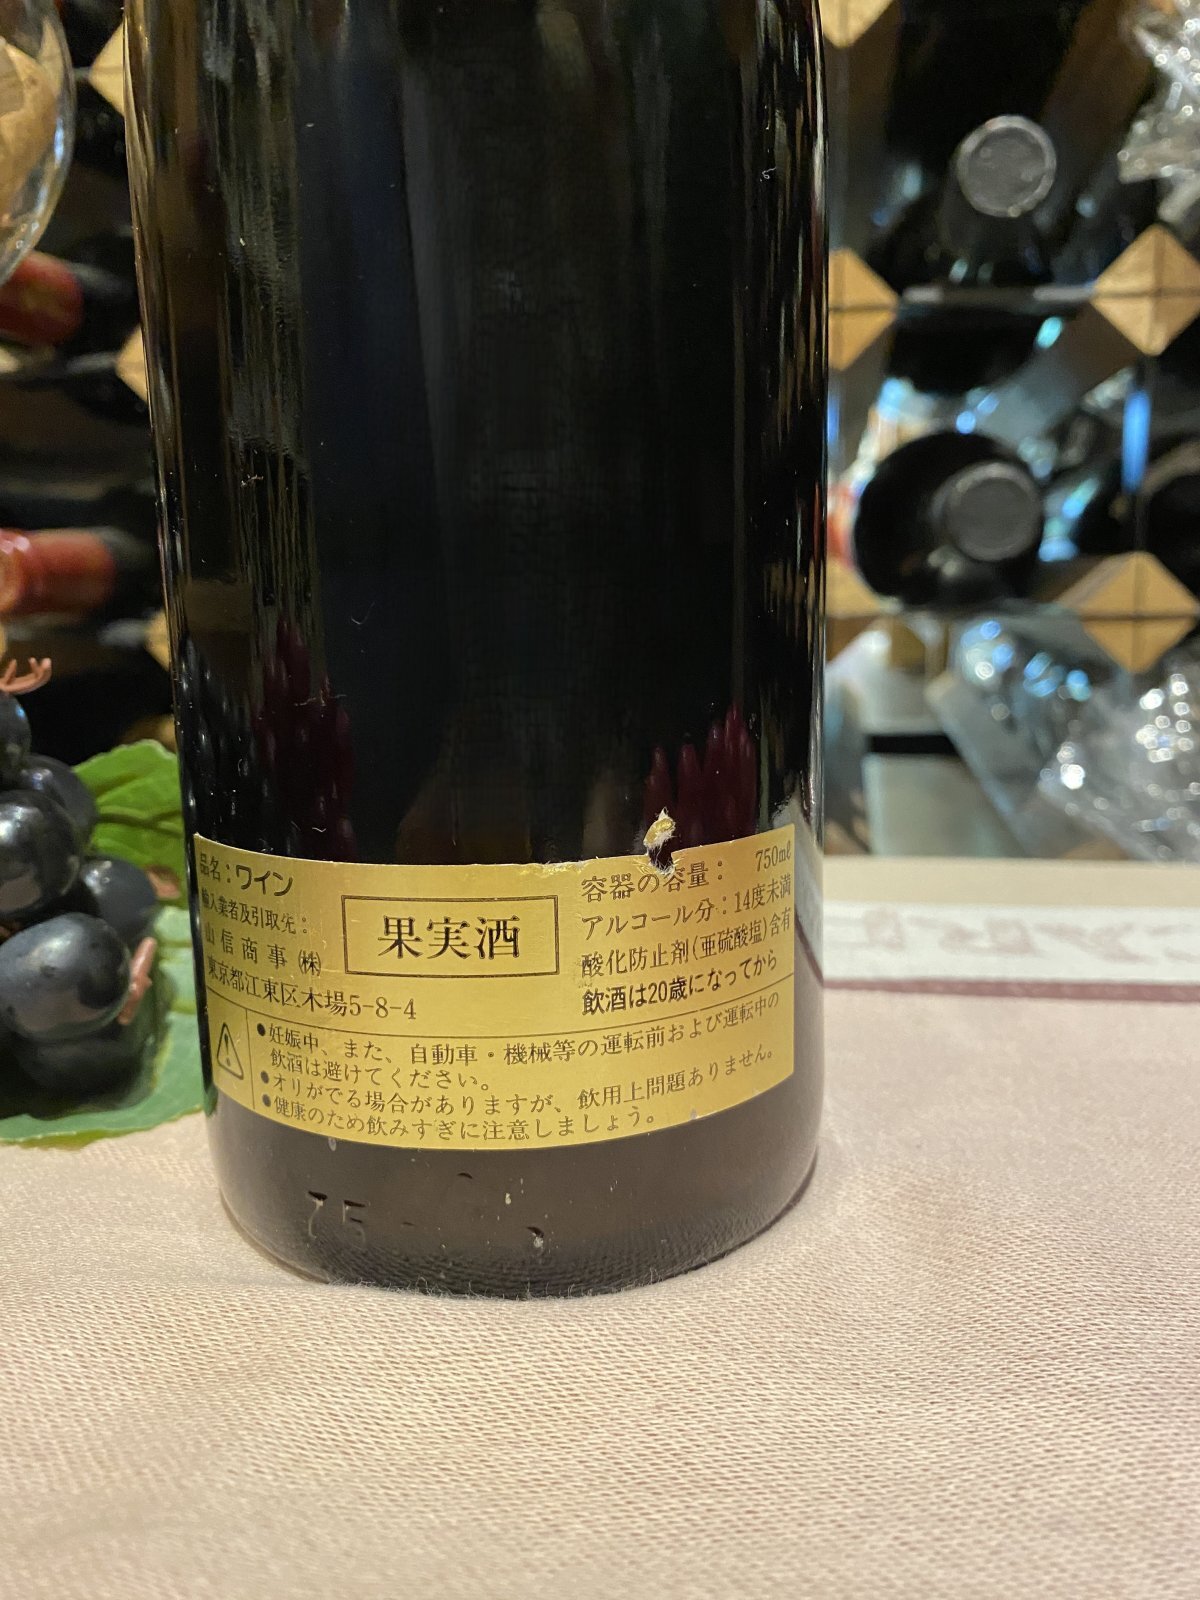 品名：ワイン
輸入業者及引取先：
山信商事㈱
東京都江東区木場5-8-4
果実酒
容器の容量： 750㎖
アルコール分：14度未満
酸化防止剤(亜硫酸塩)含有
飲酒は20歳になってから
●妊娠中、また、自動車・機械等の運転前および運転中の
飲酒は避けてください。
●オリがでる場合がありますが、飲用上問題ありません。
●健康のため飲みすぎに注意しましょう。
75